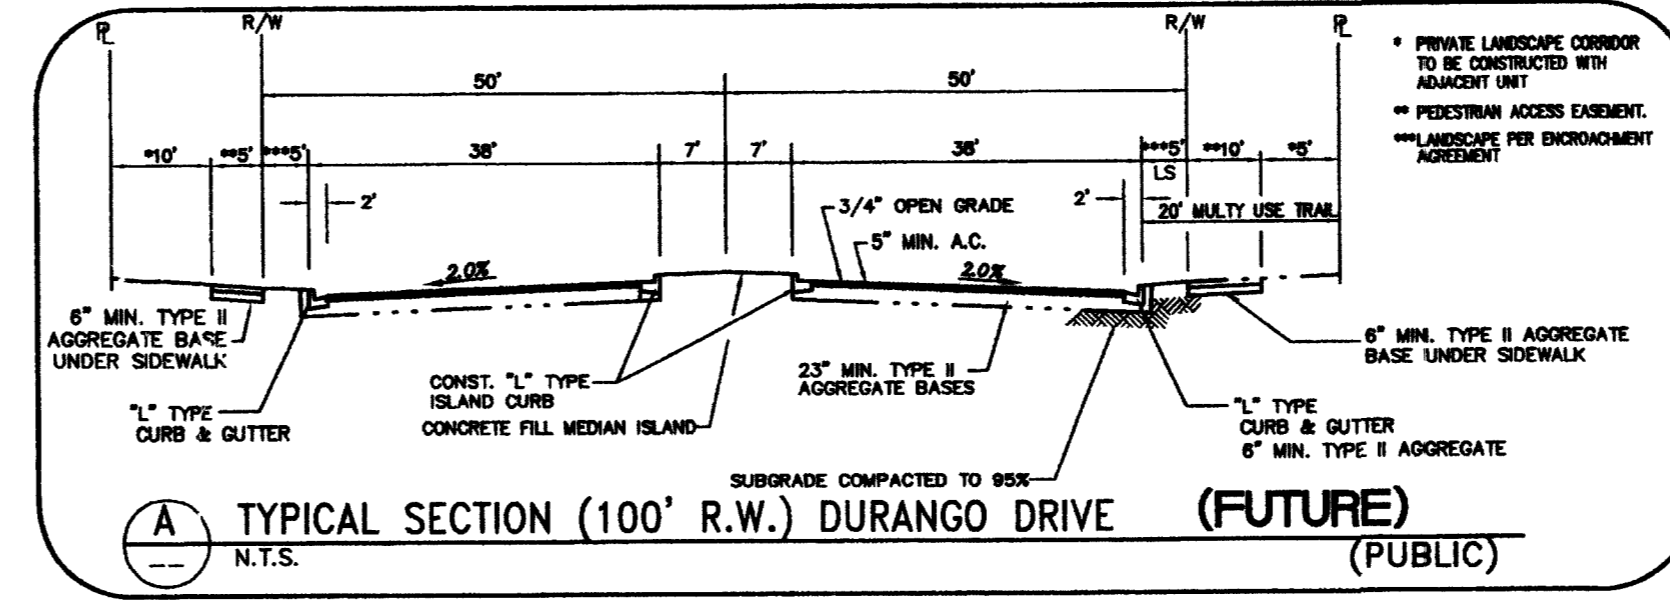 PL
R/W
R/W
PL
50'
50'
* PRIVATE LANDSCAPE CORRIDOR
TO BE CONSTRUCTED WITH
ADJACENT UNIT
** PEDESTRIAN ACCESS EASEMENT.
***LANDSCAPE PER ENCROACHMENT
AGREEMENT
*10'
**5'
***5'
38'
7'
7'
38'
***5'
**10'
*5'
LS
2'
2'
20' MULTY USE TRAIL
3/4" OPEN GRADE
5" MIN. A.C.
2.0%
2.0%
6" MIN. TYPE II
AGGREGATE BASE
UNDER SIDEWALK
"L" TYPE
CURB & GUTTER
CONST. "L" TYPE
ISLAND CURB
CONCRETE FILL MEDIAN ISLAND
23" MIN. TYPE II
AGGREGATE BASES
6" MIN. TYPE II AGGREGATE
BASE UNDER SIDEWALK
"L" TYPE
CURB & GUTTER
6" MIN. TYPE II AGGREGATE
SUBGRADE COMPACTED TO 95%
A
--
TYPICAL SECTION (100' R.W.) DURANGO DRIVE (FUTURE)
N.T.S.
(PUBLIC)